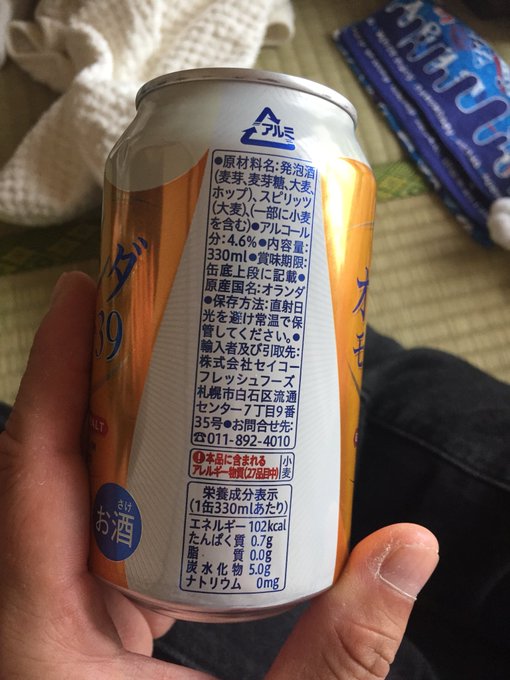 アルミ
●原材料名:発泡酒
(麦芽、麦芽糖、大麦、
ホップ)、スピリッツ
(大麦)、(一部に小麦
を含む)●アルコール
分:4.6%●内容量:
330ml●賞味期限:
缶底上段に記載●
原産国名:オランダ
●保存方法:直射日
光を避け常温で保
管してください。●
輸入者及び引取先:
株式会社セイコー
フレッシュフーズ
札幌市白石区流通
センター7丁目9番
35号●お問合せ先:
☎011-892-4010
!本品に含まれる
アレルギー物質(27品目中)
小麦
栄養成分表示
(1缶330mlあたり)
エネルギー 102kcal
たんぱく質 0.7g
脂質 0.0g
炭水化物 5.0g
ナトリウム 0mg
ダ
39
ALT
お酒
さけ
オ
モ